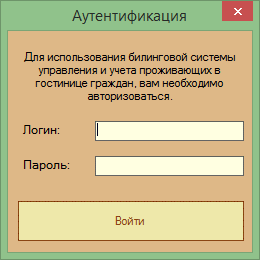 Аутентификация
Для использования билинговой системы
управления и учета проживающих в
гостинице граждан, вам необходимо
авторизоваться.
Логин:
Пароль:
Войти